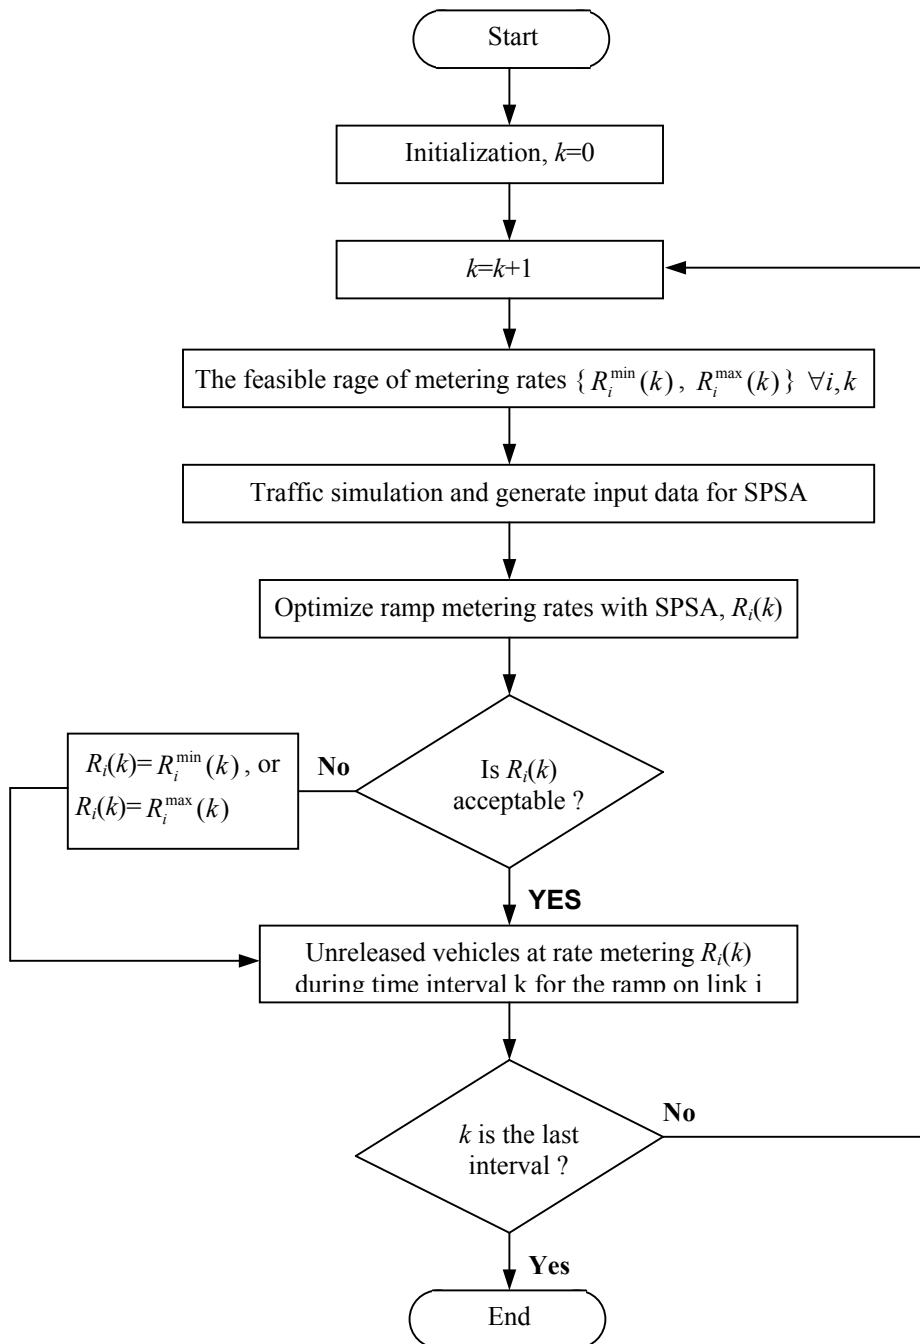 Start
Initialization, k=0
k=k+1
The feasible rage of metering rates { R_i^min(k) , R_i^max(k) } ∀i,k
Traffic simulation and generate input data for SPSA
Optimize ramp metering rates with SPSA, R_i(k)
R_i(k)= R_i^min(k) , or
R_i(k)= R_i^max(k)
No
Is R_i(k)
acceptable ?
YES
Unreleased vehicles at rate metering R_i(k)
during time interval k for the ramp on link i
No
k is the last
interval ?
Yes
End